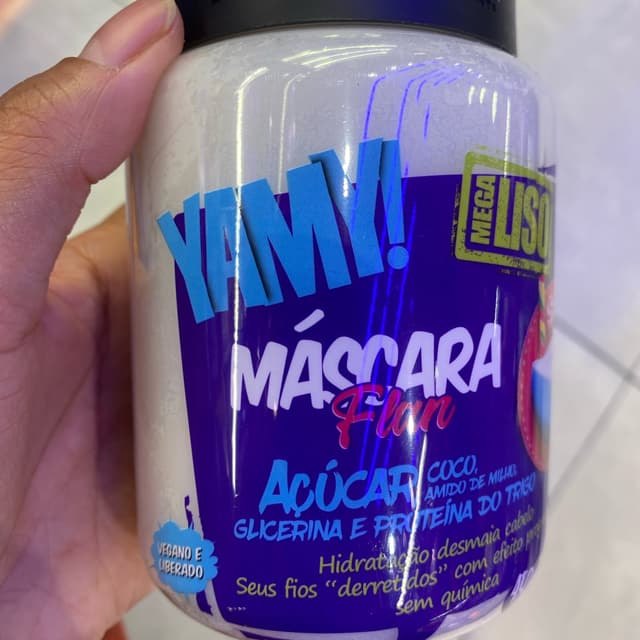 YAMY!
MEGA
LISO
MÁSCARA
Flan
AÇÚCAR, COCO,
AMIDO DE MILHO,
GLICERINA E PROTEÍNA DO TRIGO
Hidratação desmaia cabelo
Seus fios “derretidos” com efeito
sem química
VEGANO E
LIBERADO